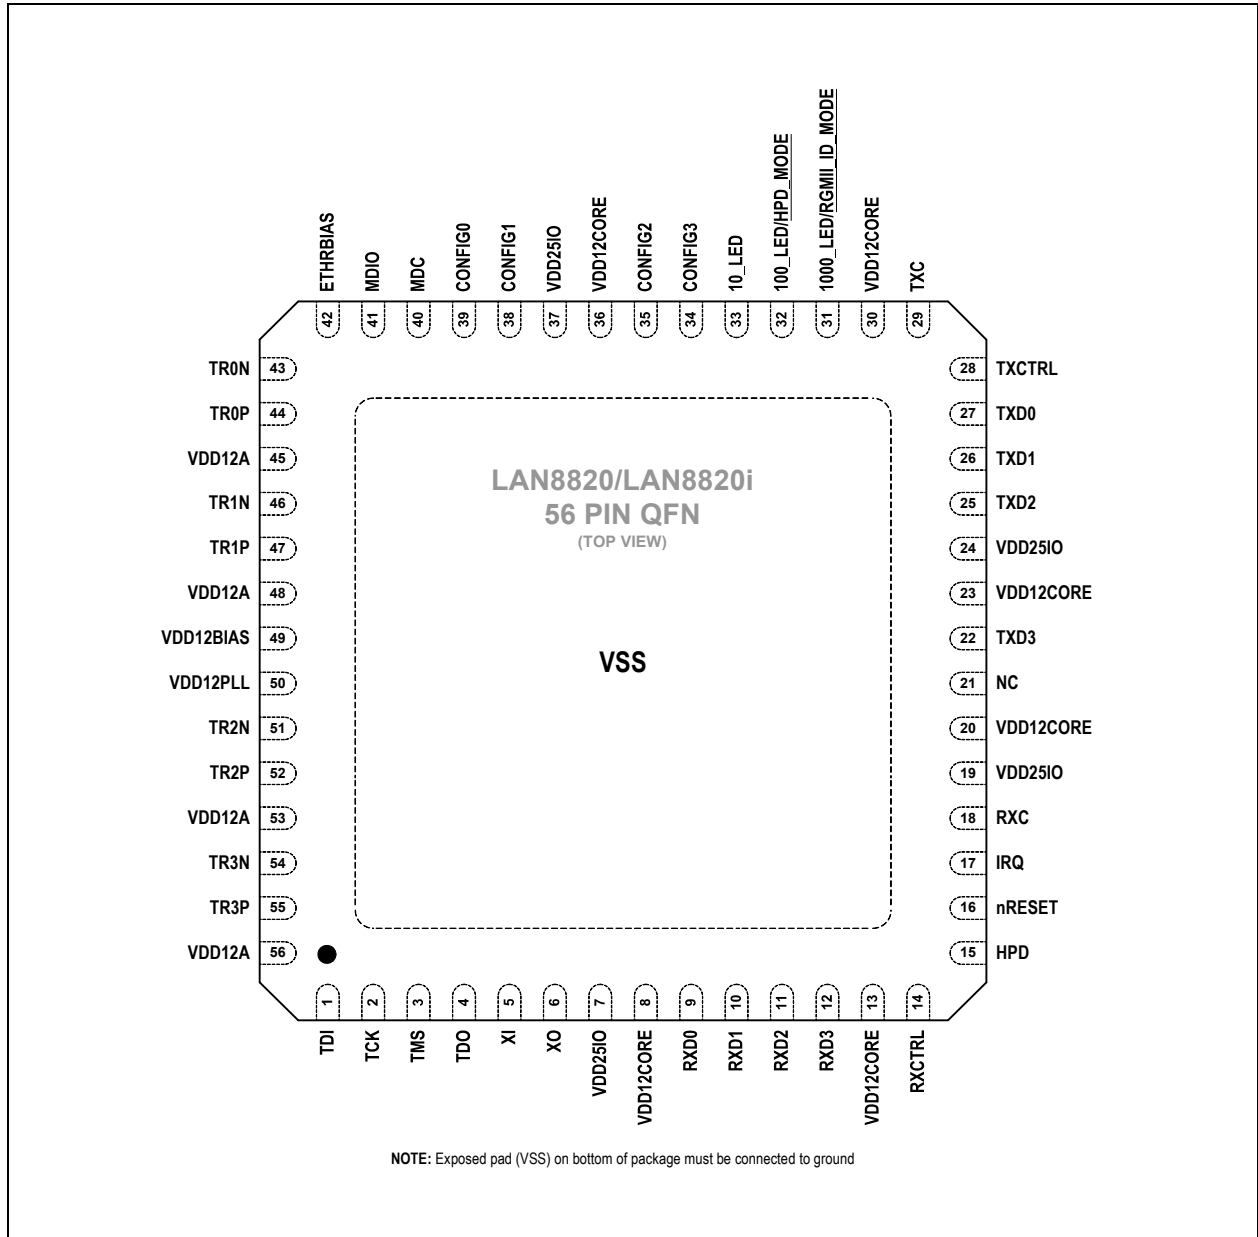 ETHRBIAS
MDIO
MDC
CONFIG0
CONFIG1
VDD25IO
VDD12CORE
CONFIG2
CONFIG3
10_LED
100_LED/HPD_MODE
1000_LED/RGMII_ID_MODE
VDD12CORE
TXC
42
41
40
39
38
37
36
35
34
33
32
31
30
29
TR0N 43
TR0P 44
VDD12A 45
TR1N 46
TR1P 47
VDD12A 48
VDD12BIAS 49
VDD12PLL 50
TR2N 51
TR2P 52
VDD12A 53
TR3N 54
TR3P 55
VDD12A 56
LAN8820/LAN8820i
56 PIN QFN
(TOP VIEW)
VSS
28 TXCTRL
27 TXD0
26 TXD1
25 TXD2
24 VDD25IO
23 VDD12CORE
22 TXD3
21 NC
20 VDD12CORE
19 VDD25IO
18 RXC
17 IRQ
16 nRESET
15 HPD
1
2
3
4
5
6
7
8
9
10
11
12
13
14
TDI
TCK
TMS
TDO
XI
XO
VDD25IO
VDD12CORE
RXD0
RXD1
RXD2
RXD3
VDD12CORE
RXCTRL
NOTE: Exposed pad (VSS) on bottom of package must be connected to ground